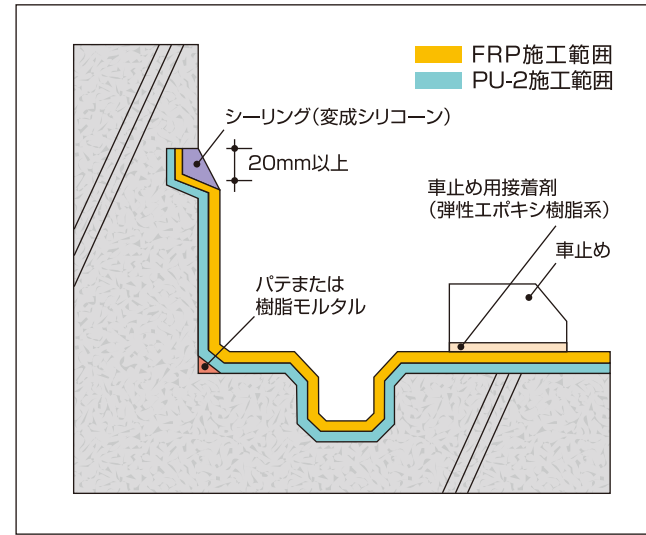 FRP施工範囲
PU-2施工範囲
シーリング（変成シリコーン）
20mm以上
車止め用接着剤
（弾性エポキシ樹脂系）
車止め
パテまたは
樹脂モルタル